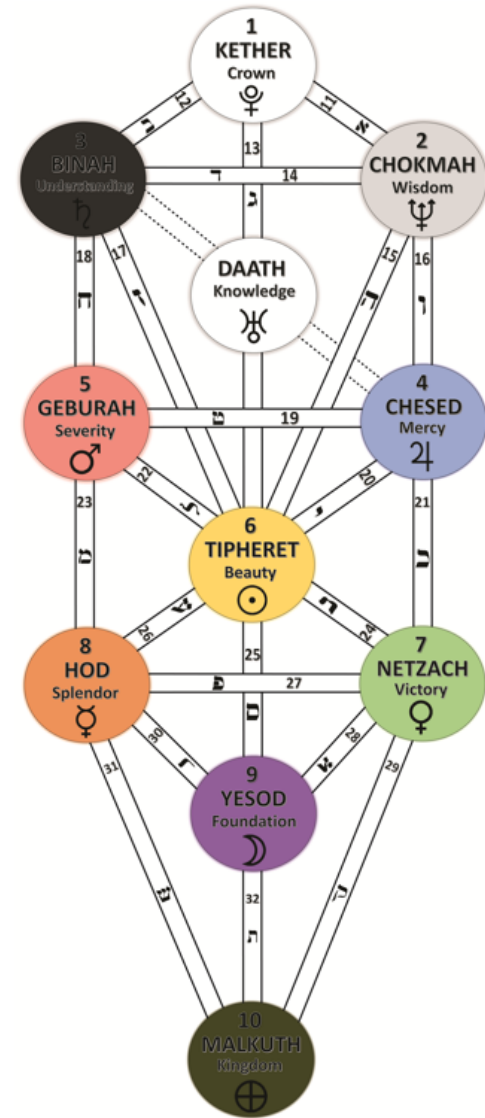 1
KETHER
Crown
12
11
א
13
3
BINAH
Understanding
2
CHOKMAH
Wisdom
ד 14
ג
18
17
15
16
ח
ה
ו
DAATH
Knowledge
5
GEBURAH
Severity
4
CHESED
Mercy
ט 19
22
20
23
ל
י
21
6
TIPHERET
Beauty
מ
26
24
25
8
HOD
Splendor
7
NETZACH
Victory
פ 27
ס
31
30
28
29
9
YESOD
Foundation
32
10
MALKUTH
Kingdom